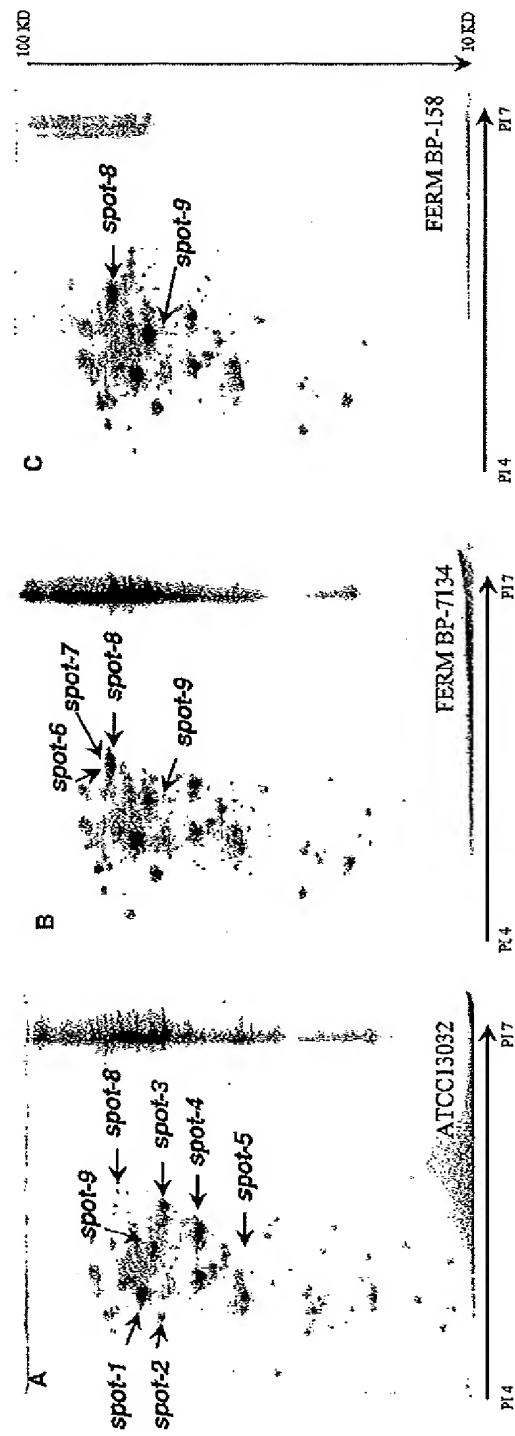 A
spot-9
spot-8
spot-1
spot-3
spot-2
spot-4
spot-5
ATCC13032
PI 4
PI 7
B
spot-6
spot-7
spot-8
spot-9
FERM BP-7134
PI 4
PI 7
C
spot-8
spot-9
FERM BP-158
PI 4
PI 7
100 KD
10 KD